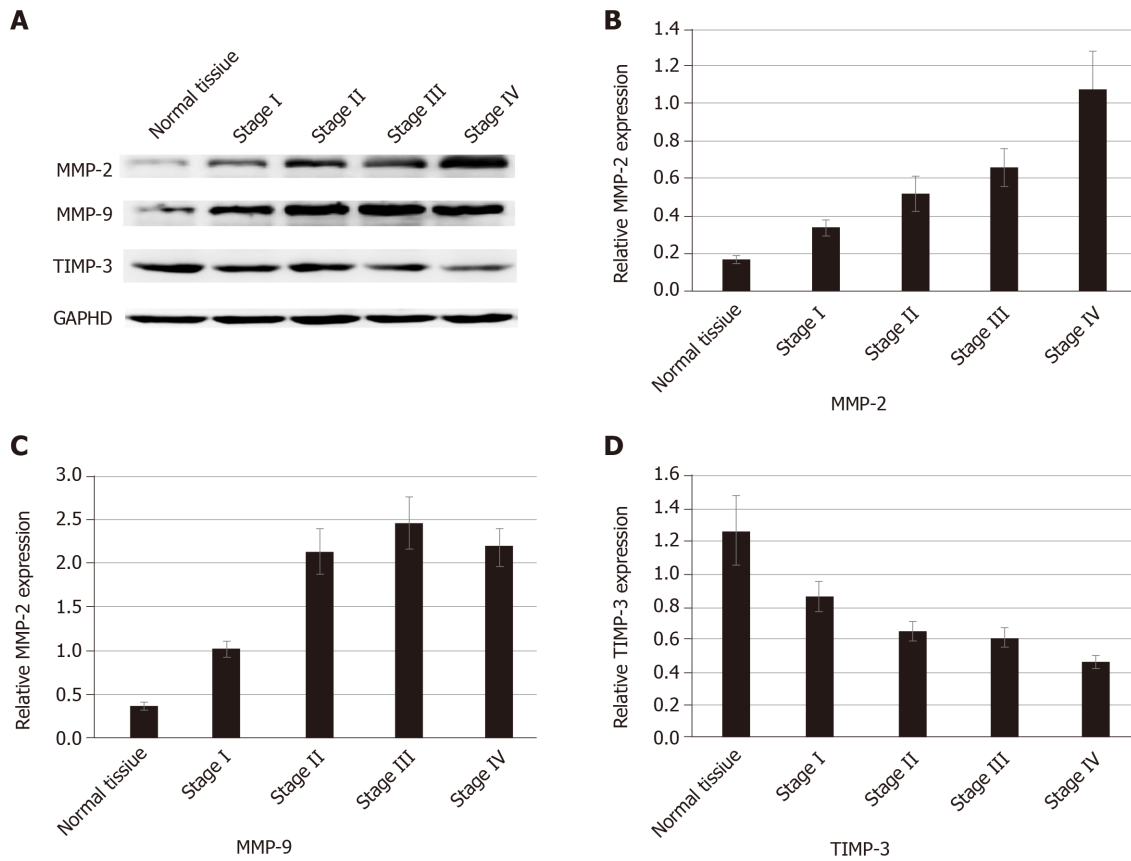 A
Normal tissiue
Stage I
Stage II
Stage III
Stage IV
MMP-2
MMP-9
TIMP-3
GAPHD
B
Relative MMP-2 expression
1.4
1.2
1.0
0.8
0.6
0.4
0.2
0.0
Normal tissiue
Stage I
Stage II
Stage III
Stage IV
MMP-2
C
Relative MMP-2 expression
3.0
2.5
2.0
1.5
1.0
0.5
0.0
Normal tissiue
Stage I
Stage II
Stage III
Stage IV
MMP-9
D
Relative TIMP-3 expression
1.6
1.4
1.2
1.0
0.8
0.6
0.4
0.2
0.0
Normal tissiue
Stage I
Stage II
Stage III
Stage IV
TIMP-3